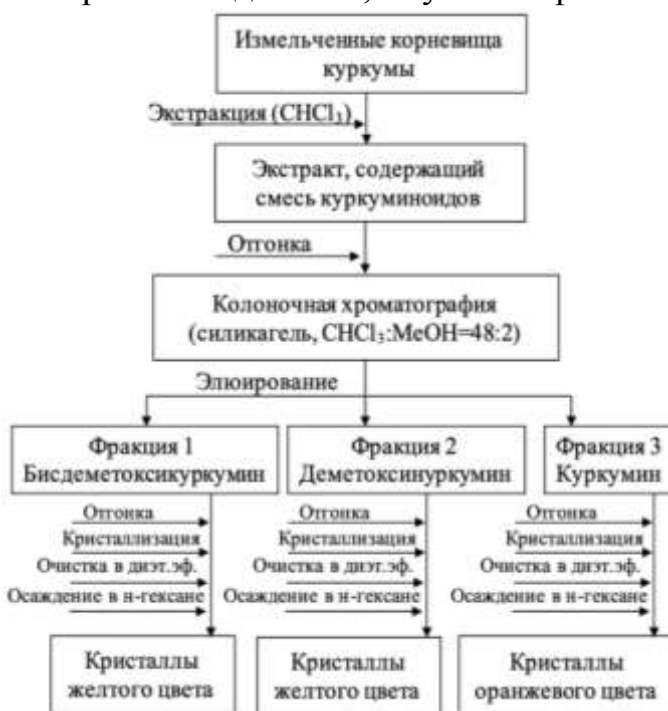 Измельченные корневища
куркумы
Экстракция (CHCl₃)
Экстракт, содержащий
смесь куркуминоидов
Отгонка
Колоночная хроматография
(силикагель, CHCl₃:MeOH=48:2)
Элюирование
Фракция 1
Бисдеметоксикуркумин
Фракция 2
Деметоксинуркумин
Фракция 3
Куркумин
Отгонка
Кристаллизация
Очистка в диэт.эф.
Осаждение в н-гексане
Отгонка
Кристаллизация
Очистка в диэт.эф.
Осаждение в н-гексане
Отгонка
Кристаллизация
Очистка в диэт.эф.
Осаждение в н-гексане
Кристаллы
желтого цвета
Кристаллы
желтого цвета
Кристаллы
оранжевого цвета